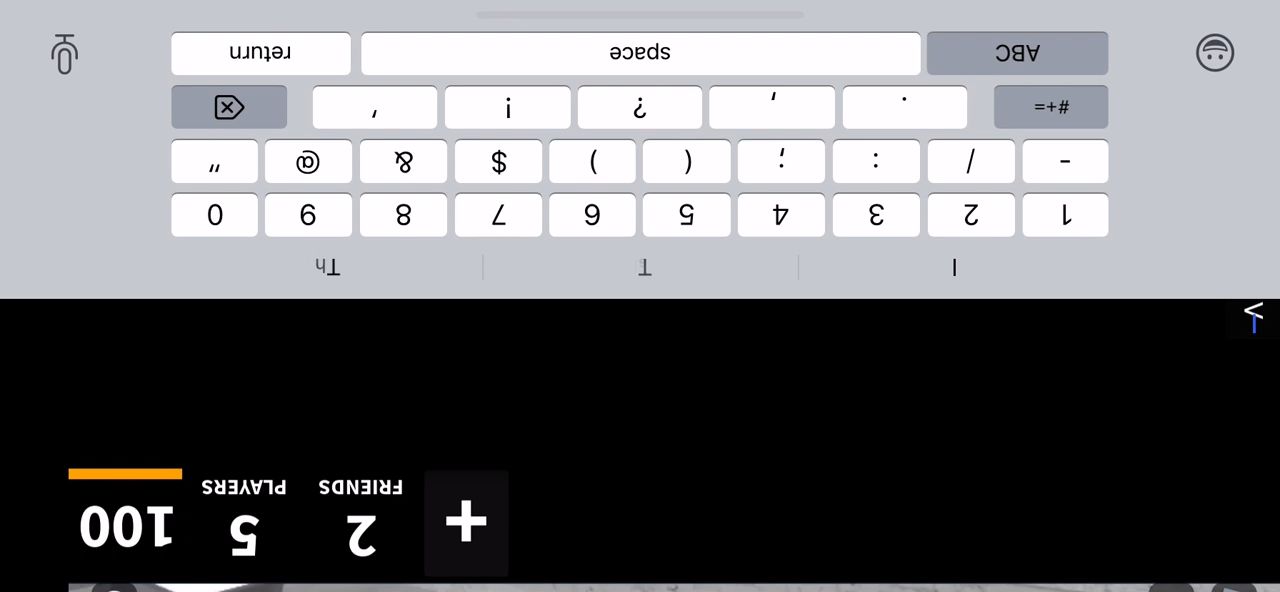 100
5 PLAYERS
2 FRIENDS
+
>
I
T
Th
1 2 3 4 5 6 7 8 9 0
- / : ; ( ) $ & @ "
#+= . , ? ! '
ABC space return